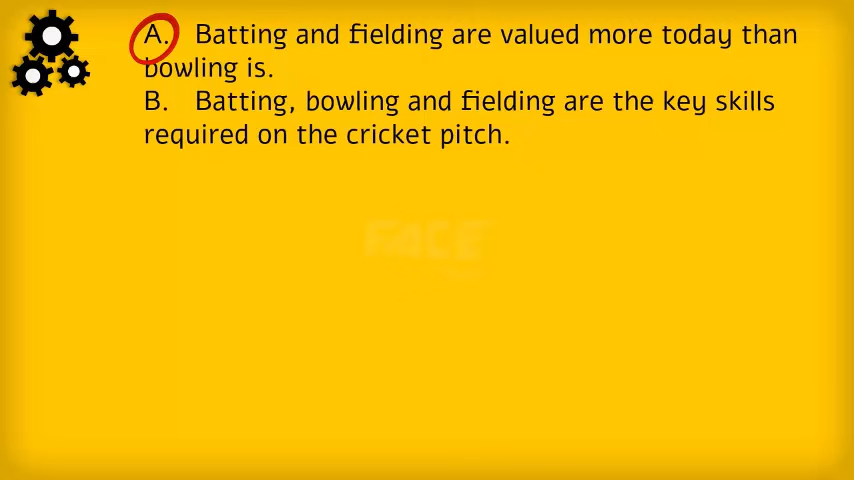 A. Batting and fielding are valued more today than
bowling is.
B. Batting, bowling and fielding are the key skills
required on the cricket pitch.
FACE